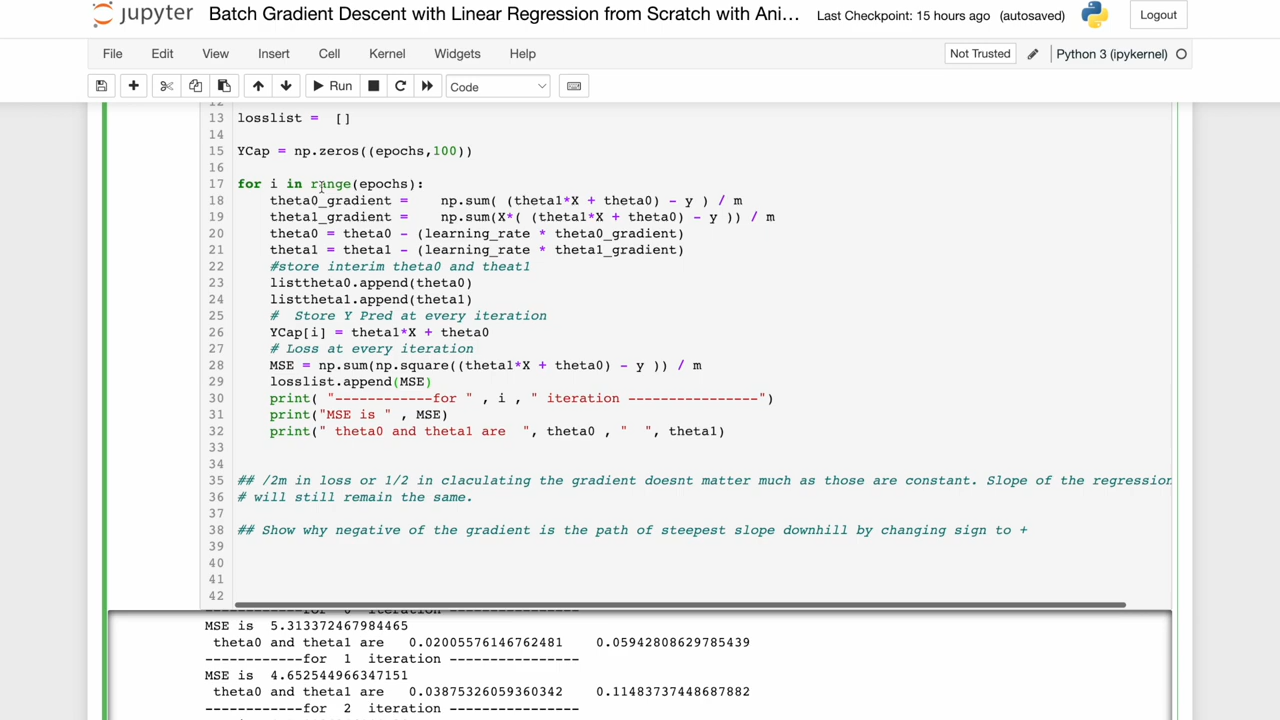 jupyter Batch Gradient Descent with Linear Regression from Scratch with Ani... Last Checkpoint: 15 hours ago (autosaved) Logout
File Edit View Insert Cell Kernel Widgets Help Not Trusted Python 3 (ipykernel)
Run Code
12
13 losslist = []
14
15 YCap = np.zeros((epochs,100))
16
17 for i in range(epochs):
18 theta0_gradient = np.sum( (theta1*X + theta0) - y ) / m
19 theta1_gradient = np.sum(X*( (theta1*X + theta0) - y )) / m
20 theta0 = theta0 - (learning_rate * theta0_gradient)
21 theta1 = theta1 - (learning_rate * theta1_gradient)
22 #store interim theta0 and theat1
23 listtheta0.append(theta0)
24 listtheta1.append(theta1)
25 # Store Y Pred at every iteration
26 YCap[i] = theta1*X + theta0
27 # Loss at every iteration
28 MSE = np.sum(np.square((theta1*X + theta0) - y )) / m
29 losslist.append(MSE)
30 print( "------------for " , i , " iteration ----------------")
31 print("MSE is " , MSE)
32 print(" theta0 and theta1 are ", theta0 , " ", theta1)
33
34
35 ## /2m in loss or 1/2 in claculating the gradient doesnt matter much as those are constant. Slope of the regression
36 # will still remain the same.
37
38 ## Show why negative of the gradient is the path of steepest slope downhill by changing sign to +
39
40
41
42
------------for 0 iteration ----------------
MSE is 5.313372467984465
theta0 and theta1 are 0.02005576146762481 0.05942808629785439
------------for 1 iteration ----------------
MSE is 4.652544966347151
theta0 and theta1 are 0.03875326059360342 0.11483737448687882
------------for 2 iteration ----------------